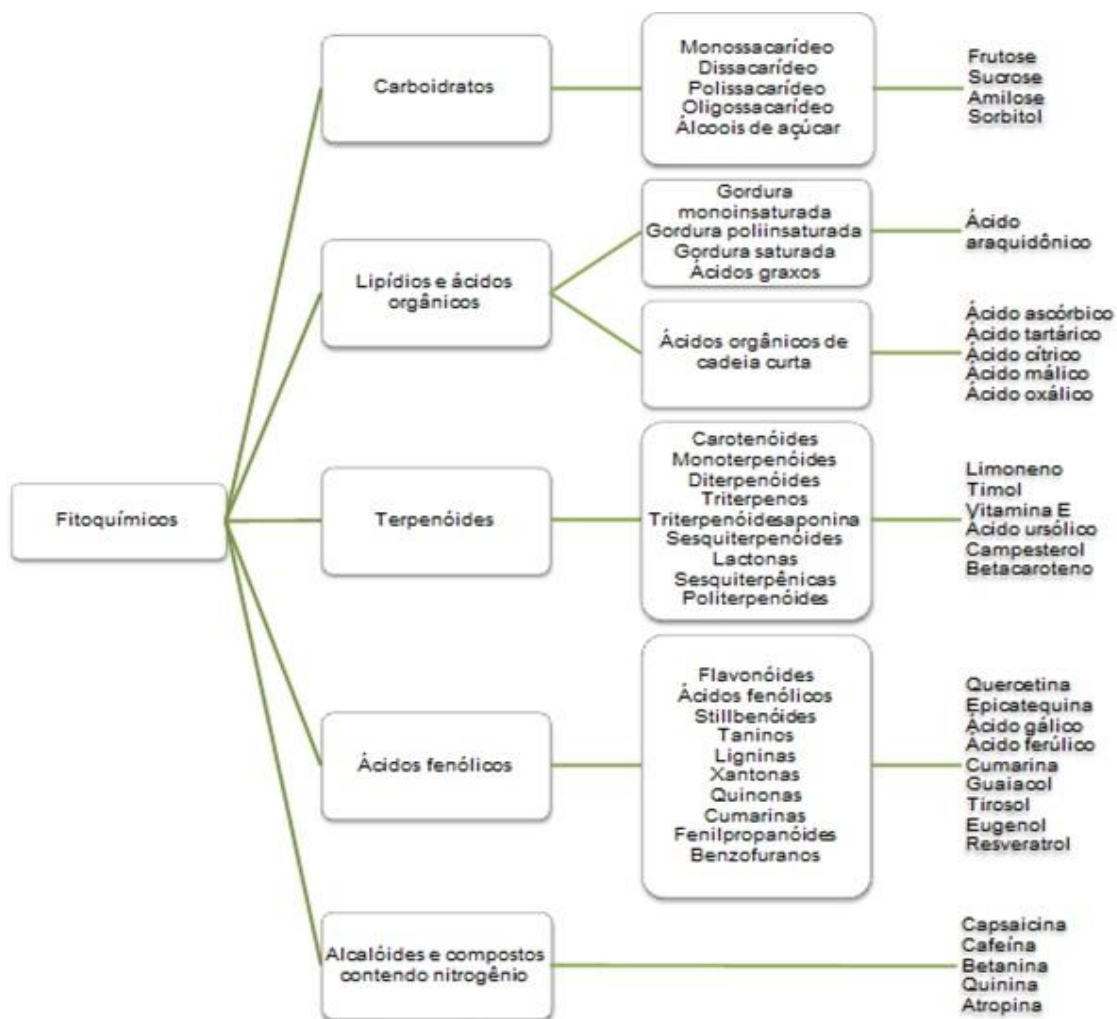 Fitoquímicos
Carboidratos
Monossacarídeo
Dissacarídeo
Polissacarídeo
Oligossacarídeo
Álcoois de açúcar
Frutose
Sucrose
Amilose
Sorbitol
Lipídios e ácidos
orgânicos
Gordura
monoinsaturada
Gordura poliinsaturada
Gordura saturada
Ácidos graxos
Ácido
araquidônico
Ácidos orgânicos de
cadeia curta
Ácido ascórbico
Ácido tartárico
Ácido cítrico
Ácido málico
Ácido oxálico
Terpenóides
Carotenóides
Monoterpenóides
Diterpenóides
Triterpenos
Triterpenóidesaponina
Sesquiterpenóides
Lactonas
Sesquiterpênicas
Politerpenóides
Limoneno
Timol
Vitamina E
Ácido ursólico
Campesterol
Betacaroteno
Ácidos fenólicos
Flavonóides
Ácidos fenólicos
Stillbenóides
Taninos
Ligninas
Xantonas
Quinonas
Cumarinas
Fenilpropanóides
Benzofuranos
Quercetina
Epicatequina
Ácido gálico
Ácido ferúlico
Cumarina
Guaiacol
Tirosol
Eugenol
Resveratrol
Alcalóides e compostos
contendo nitrogênio
Capsaicina
Cafeína
Betanina
Quinina
Atropina